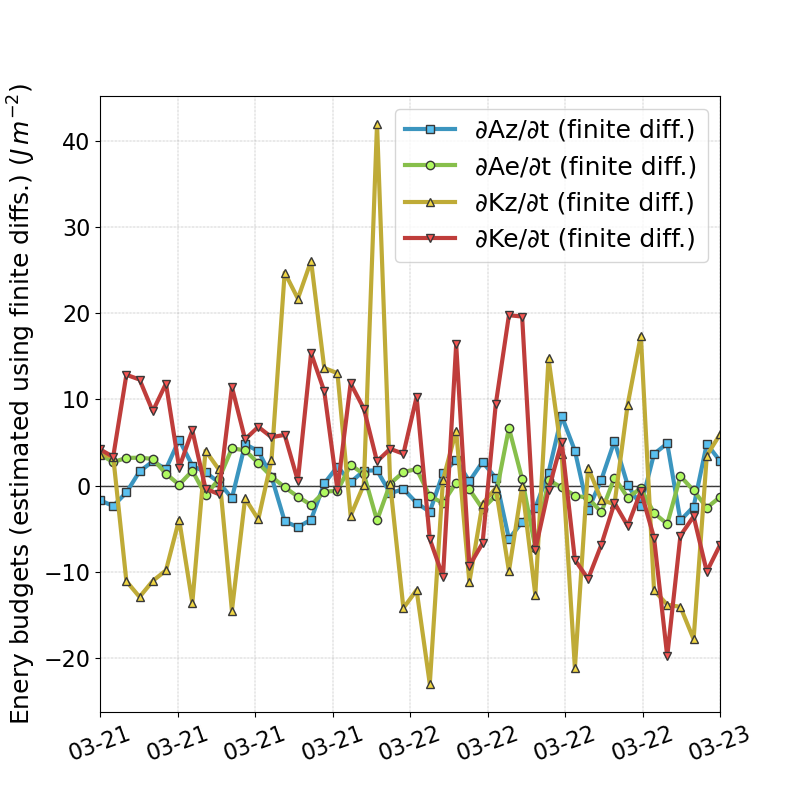 Enery budgets (estimated using finite diffs.) (J m⁻²)
40
30
20
10
0
−10
−20
∂Az/∂t (finite diff.)
∂Ae/∂t (finite diff.)
∂Kz/∂t (finite diff.)
∂Ke/∂t (finite diff.)
03-21 03-21 03-21 03-21 03-22 03-22 03-22 03-22 03-23